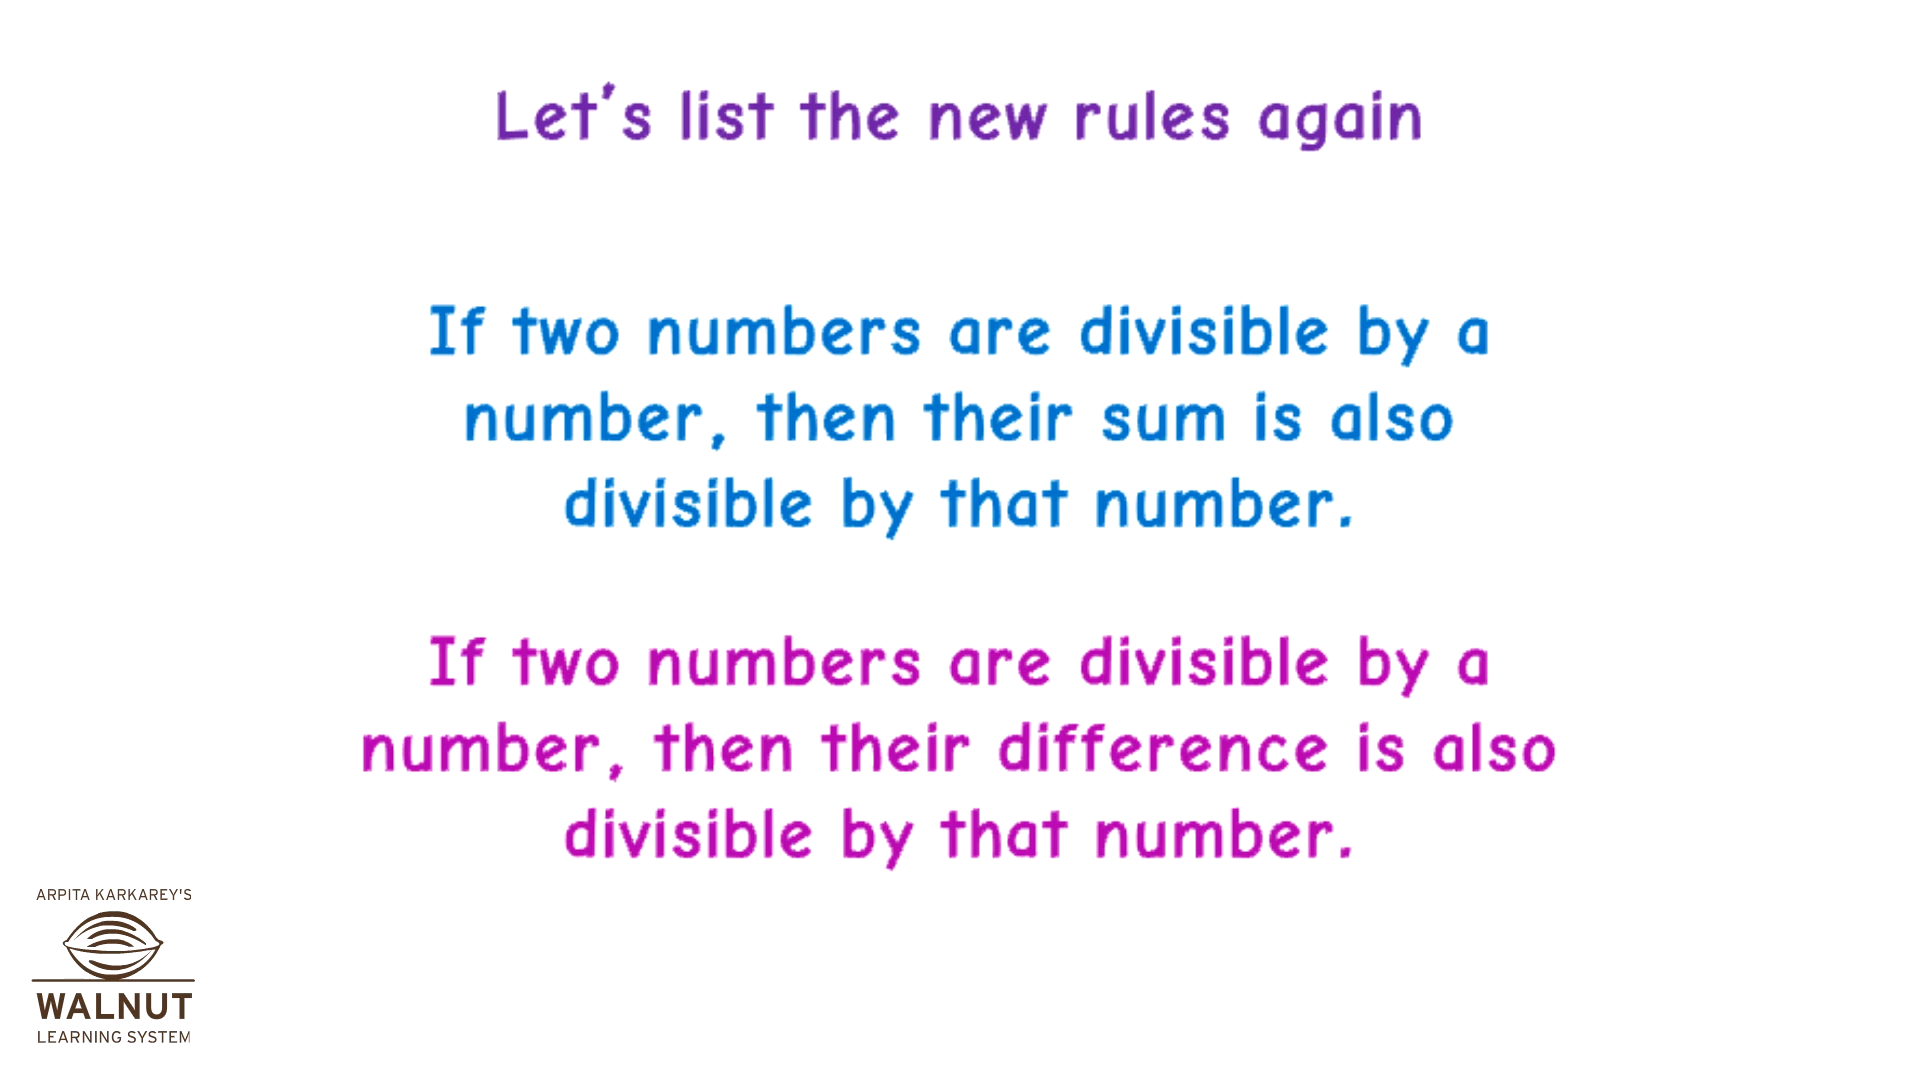 Let's list the new rules again
If two numbers are divisible by a
number, then their sum is also
divisible by that number.
If two numbers are divisible by a
number, then their difference is also
divisible by that number.
ARPITA KARKAREY'S
WALNUT
LEARNING SYSTEM